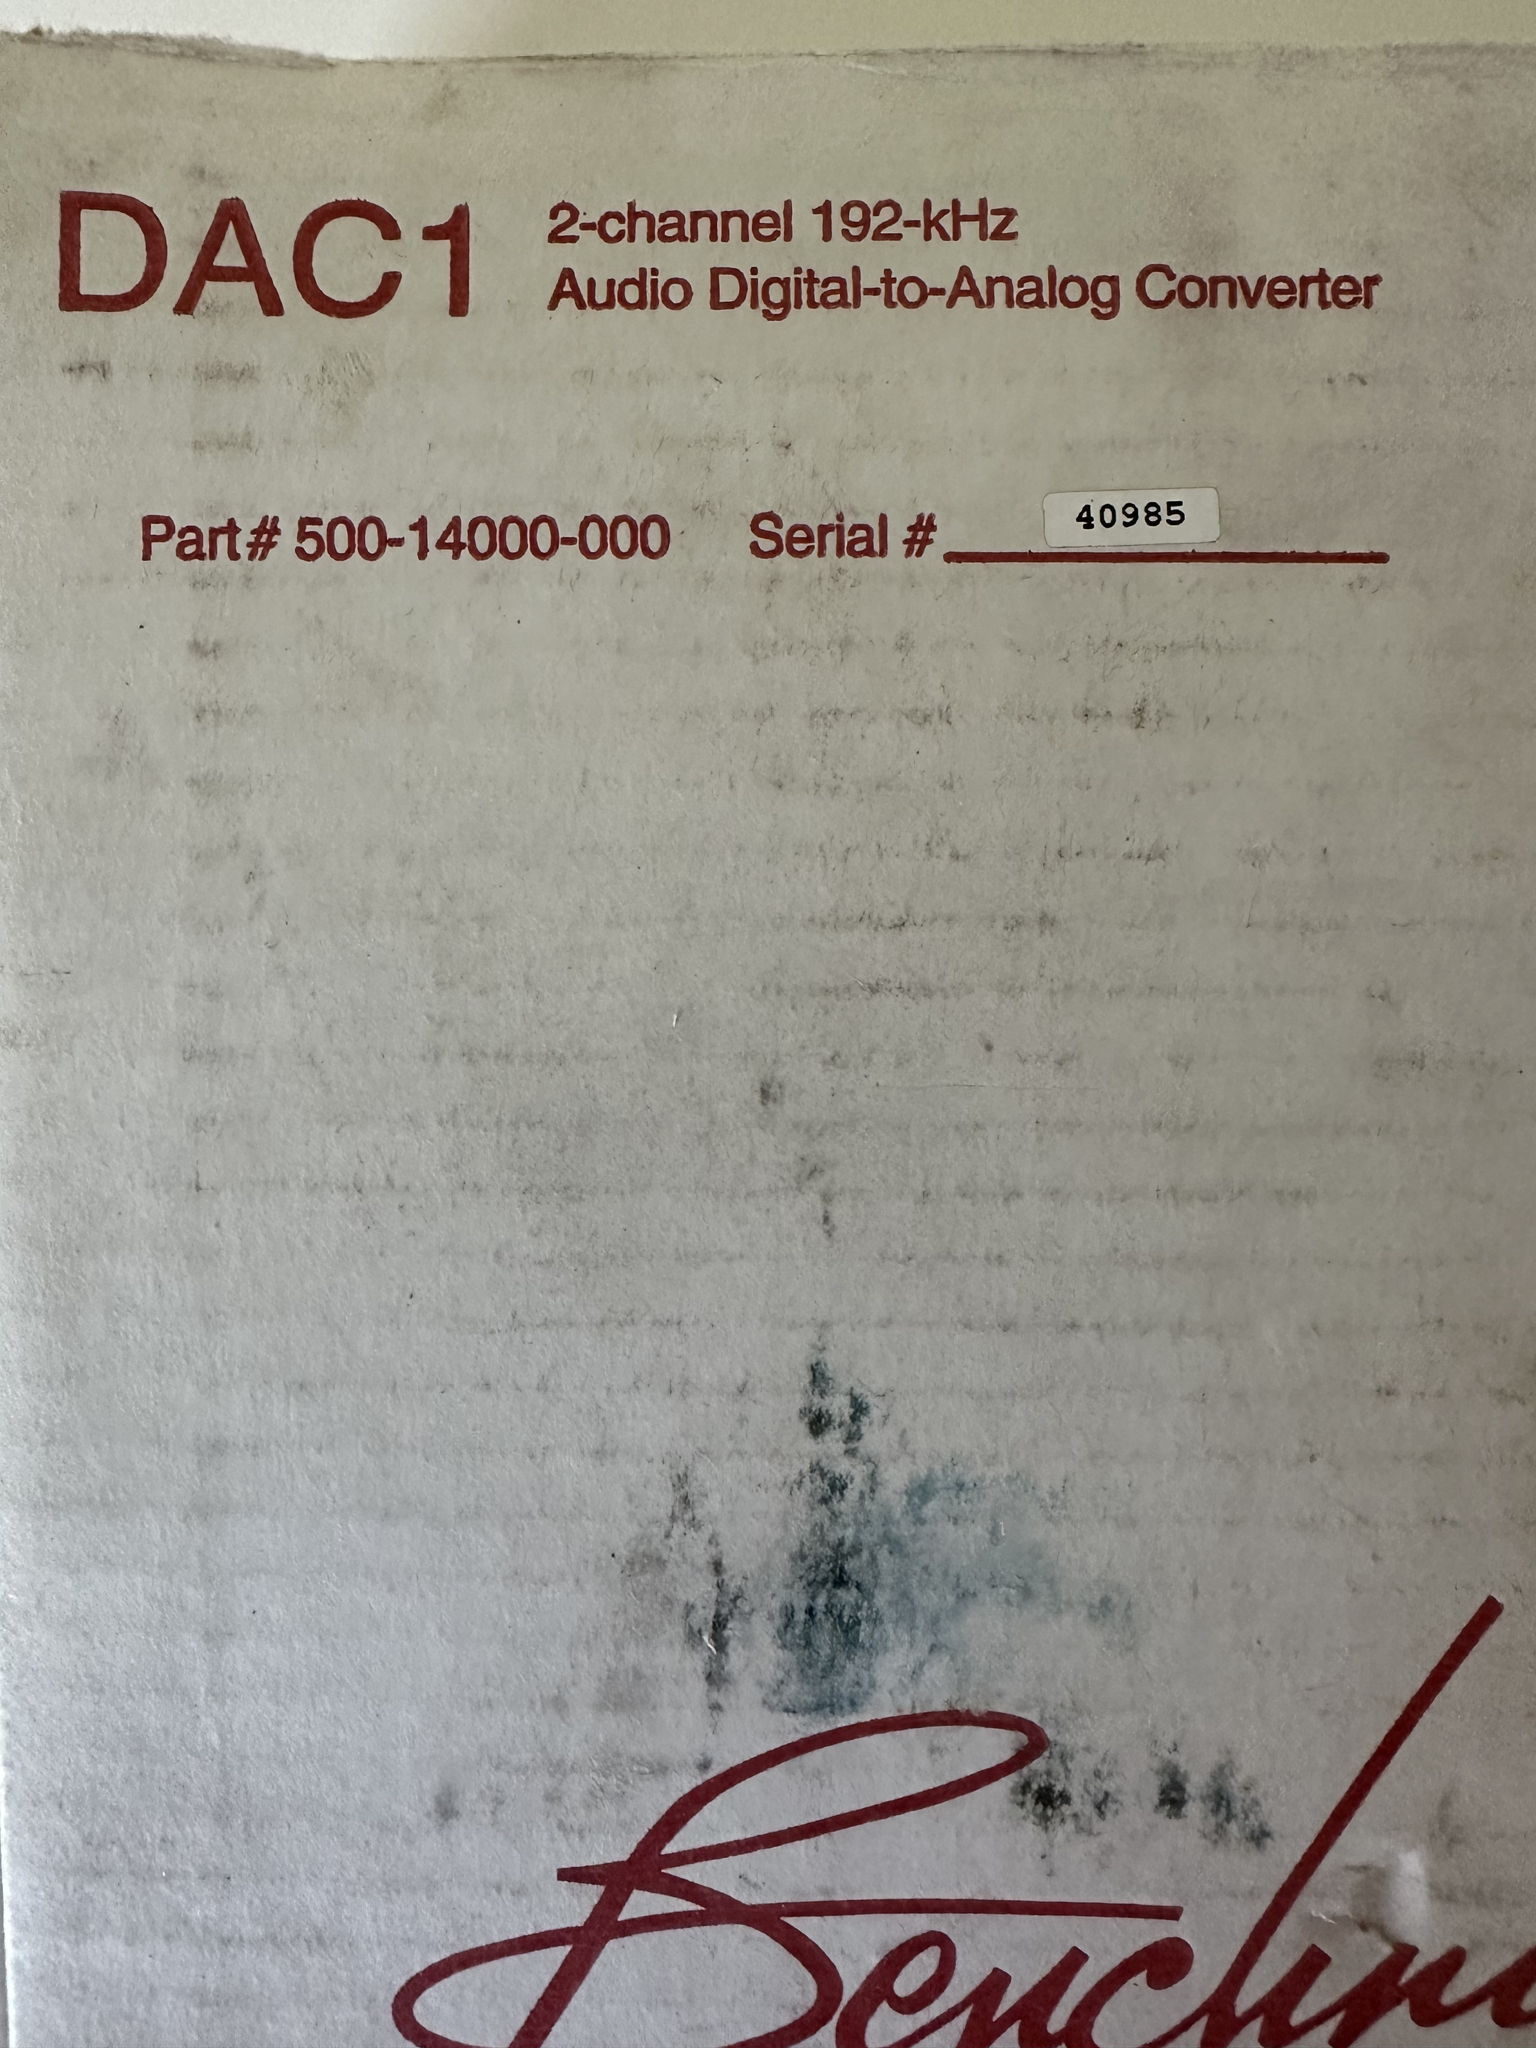 DAC1
2-channel 192-kHz
Audio Digital-to-Analog Converter
Part# 500-14000-000 Serial # 40985